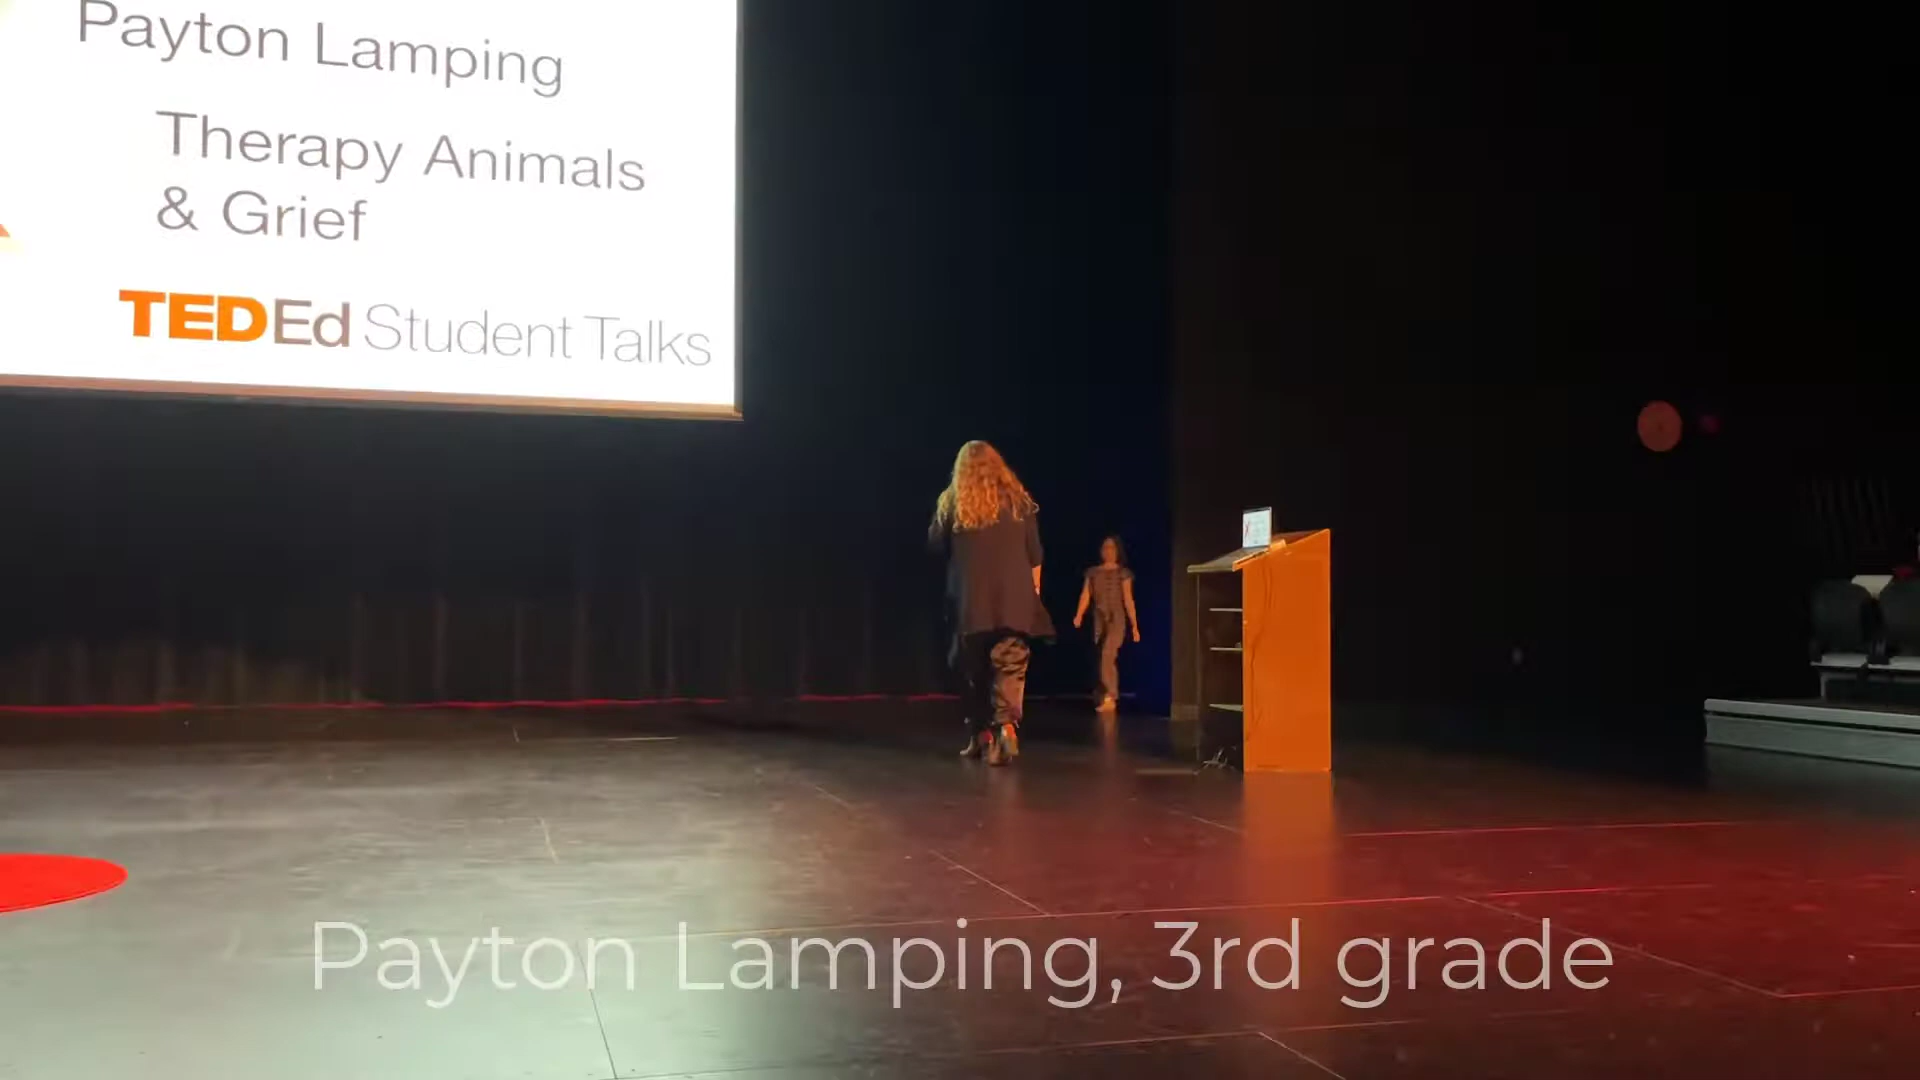 Payton Lamping
Therapy Animals
& Grief
TEDEd Student Talks
Payton Lamping, 3rd grade